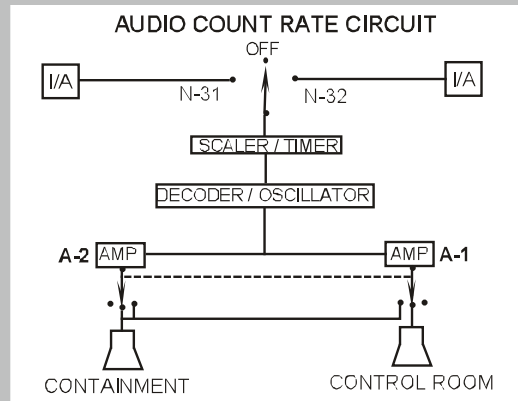 AUDIO COUNT RATE CIRCUIT
OFF
I/A
I/A
N-31
N-32
SCALER / TIMER
DECODER / OSCILLATOR
A-2
AMP
AMP
A-1
CONTAINMENT
CONTROL ROOM